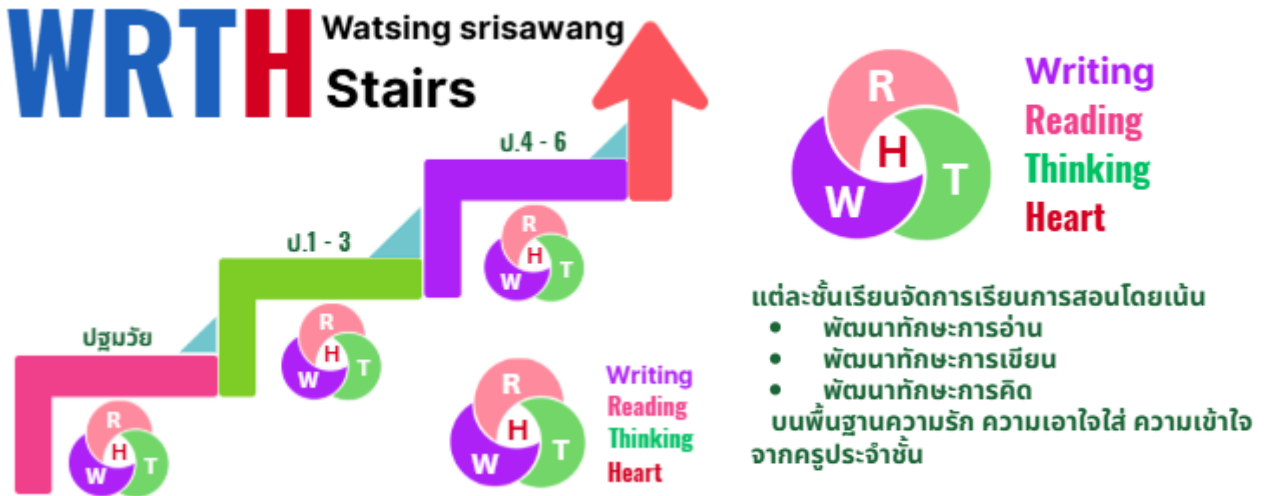 WRTH Watsing srisawang
Stairs
ป.4 - 6
R
H
W
T
ป.1 - 3
R
H
W
T
ปฐมวัย
R
H
W
T
R
H
W
T
Writing
Reading
Thinking
Heart
R
H
W
T
Writing
Reading
Thinking
Heart
แต่ละชั้นเรียนจัดการเรียนการสอนโดยเน้น
• พัฒนาทักษะการอ่าน
• พัฒนาทักษะการเขียน
• พัฒนาทักษะการคิด
บนพื้นฐานความรัก ความเอาใจใส่ ความเข้าใจ
จากครูประจำชั้น